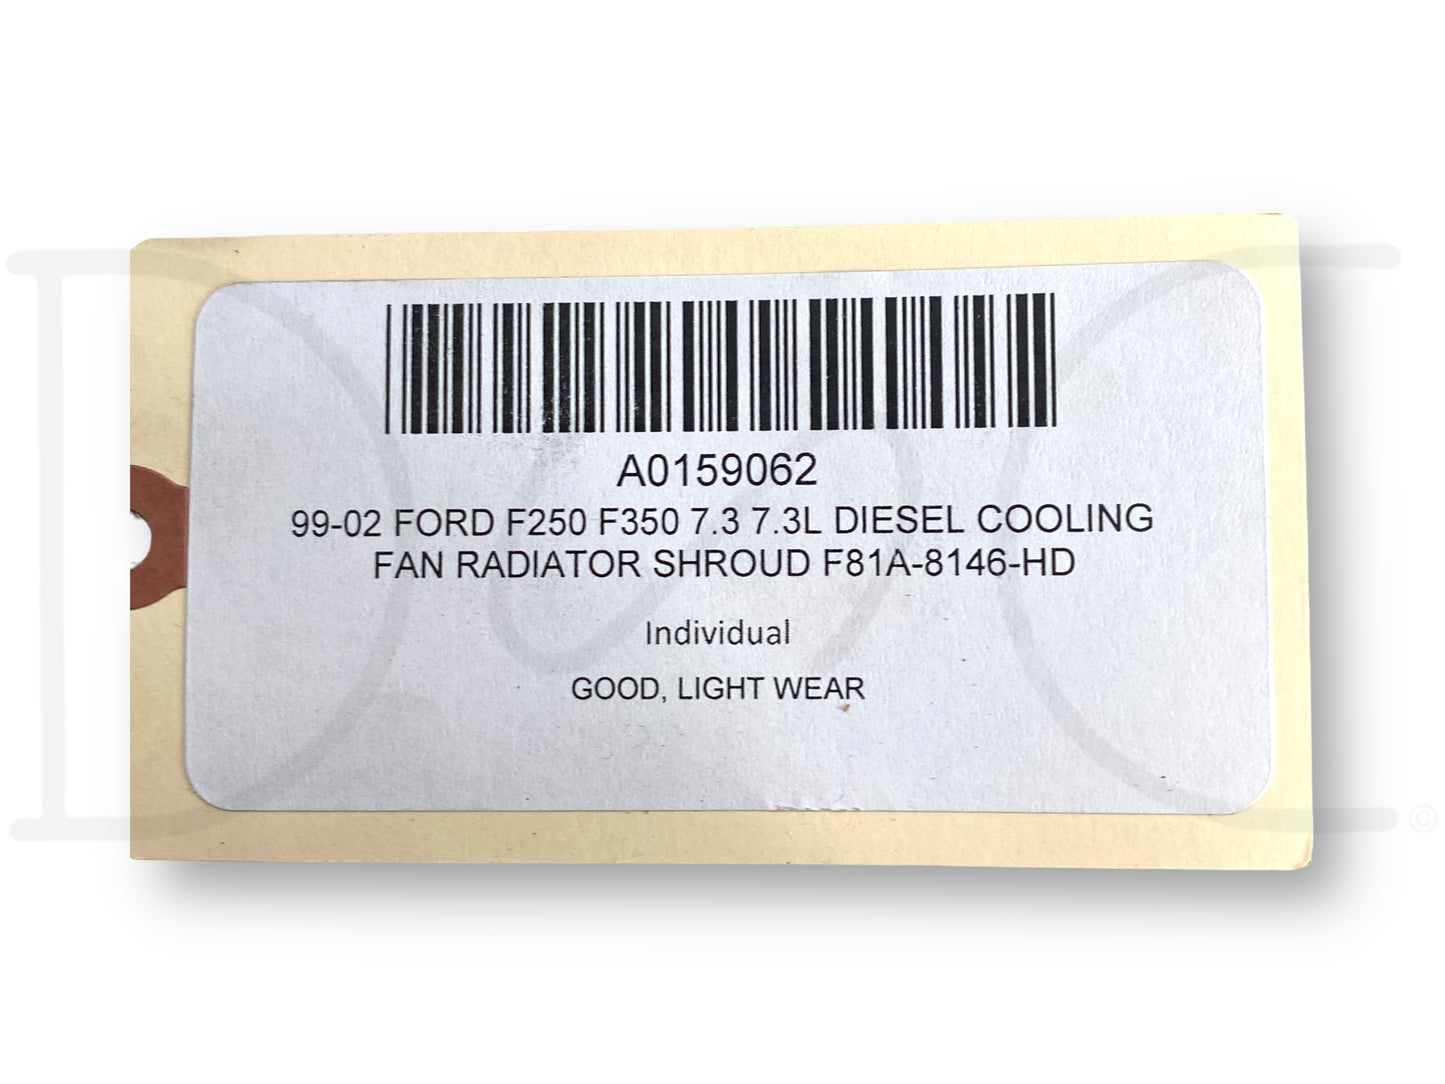 A0159062
99-02 FORD F250 F350 7.3 7.3L DIESEL COOLING
FAN RADIATOR SHROUD F81A-8146-HD
Individual
GOOD, LIGHT WEAR
©